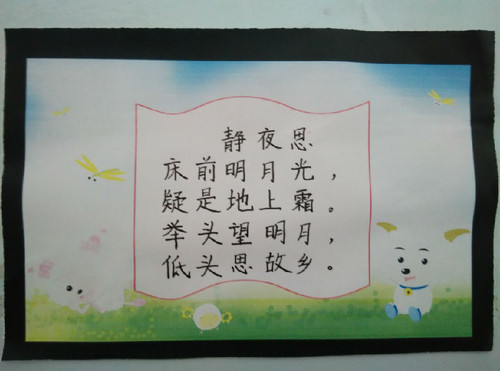 静夜思
床前明月光，
疑是地上霜。
举头望明月，
低头思故乡。